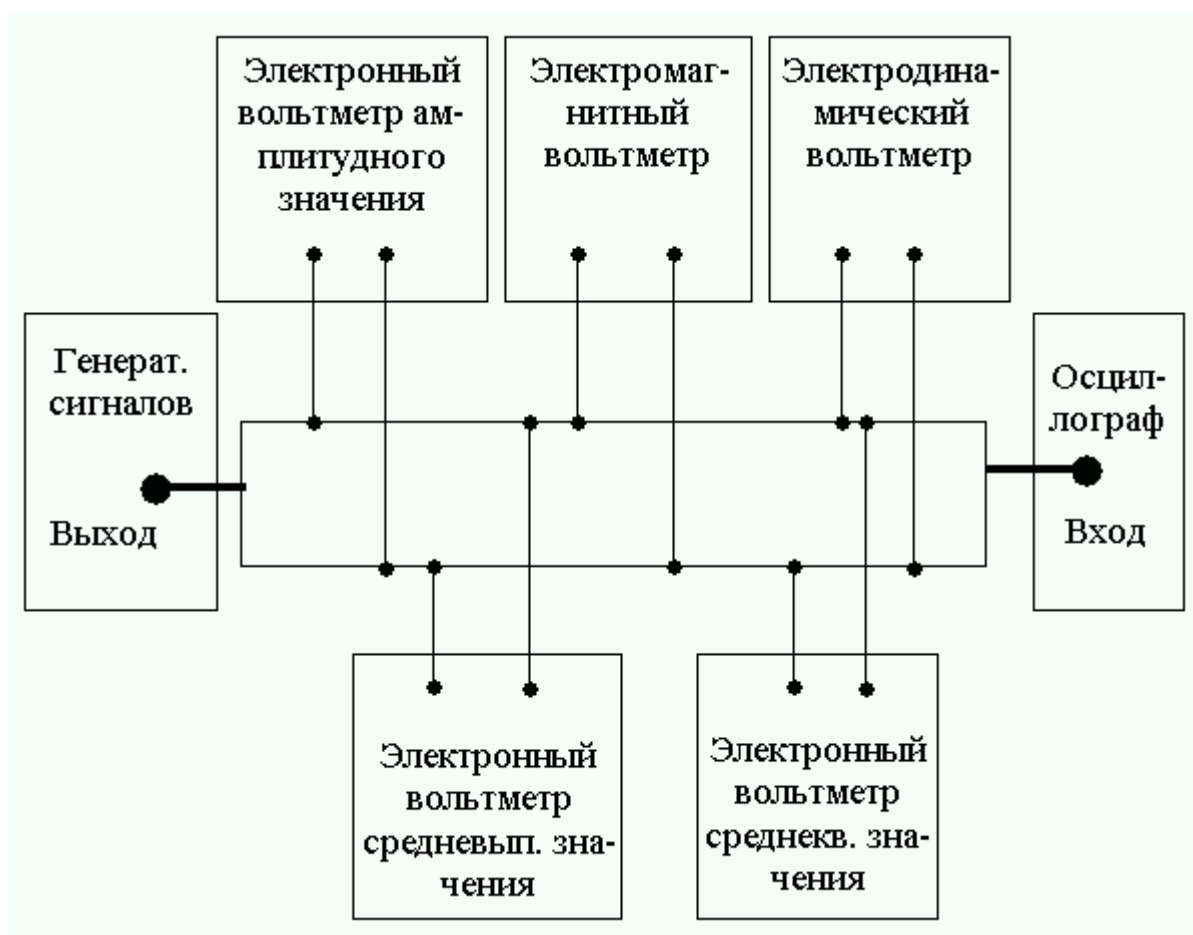 Электронный
вольтметр ам-
плитудного
значения
Электромаг-
нитный
вольтметр
Электродина-
мический
вольтметр
Генерат.
сигналов
Выход
Осцил-
лограф
Вход
Электронный
вольтметр
средневып. зна-
чения
Электронный
вольтметр
среднекв. зна-
чения